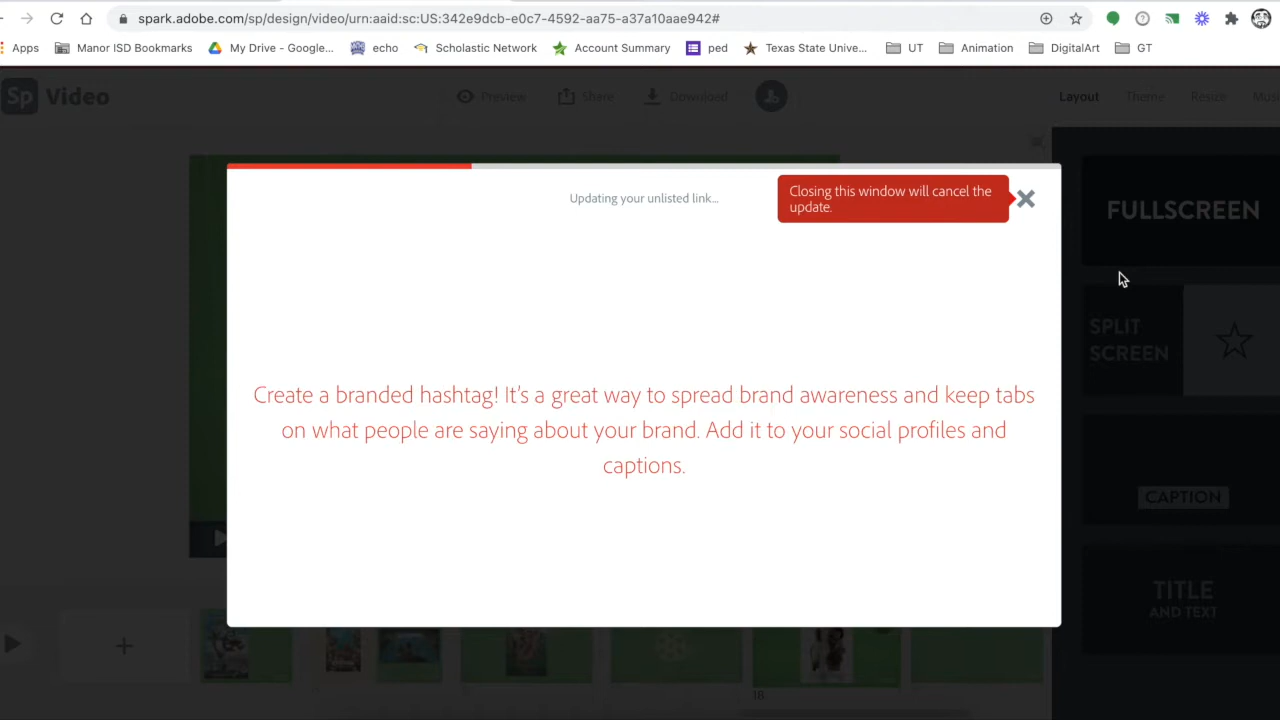 spark.adobe.com/sp/design/video/urn:aaid:sc:US:342e9dcb-e0c7-4592-aa75-a37a10aae942#
Apps Manor ISD Bookmarks My Drive - Google... echo Scholastic Network Account Summary ped Texas State Unive... UT Animation DigitalArt GT
Sp Video Preview Share Download Layout Theme Resize
Closing this window will cancel the
update.
Updating your unlisted link...
FULLSCREEN
SPLIT
SCREEN
Create a branded hashtag! It's a great way to spread brand awareness and keep tabs
on what people are saying about your brand. Add it to your social profiles and
captions.
CAPTION
TITLE
AND TEXT
18